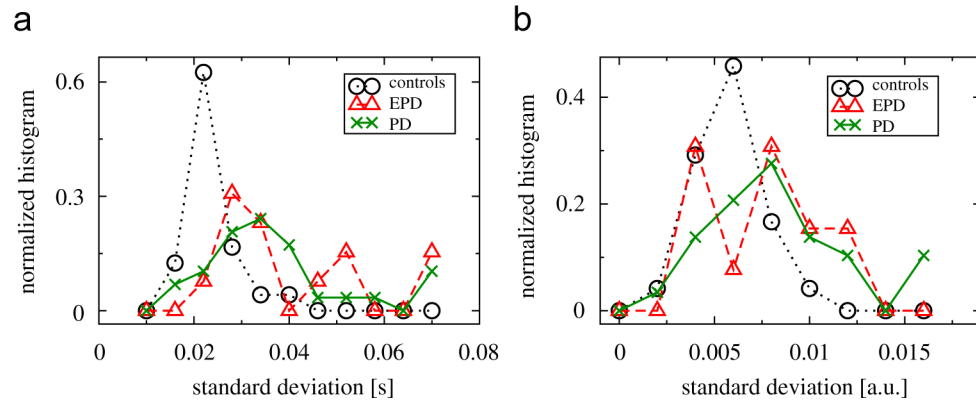 a
normalized histogram
0.6
0.3
0
controls
EPD
PD
0 0.02 0.04 0.06 0.08
standard deviation [s]
b
normalized histogram
0.4
0.2
0
controls
EPD
PD
0 0.005 0.01 0.015
standard deviation [a.u.]